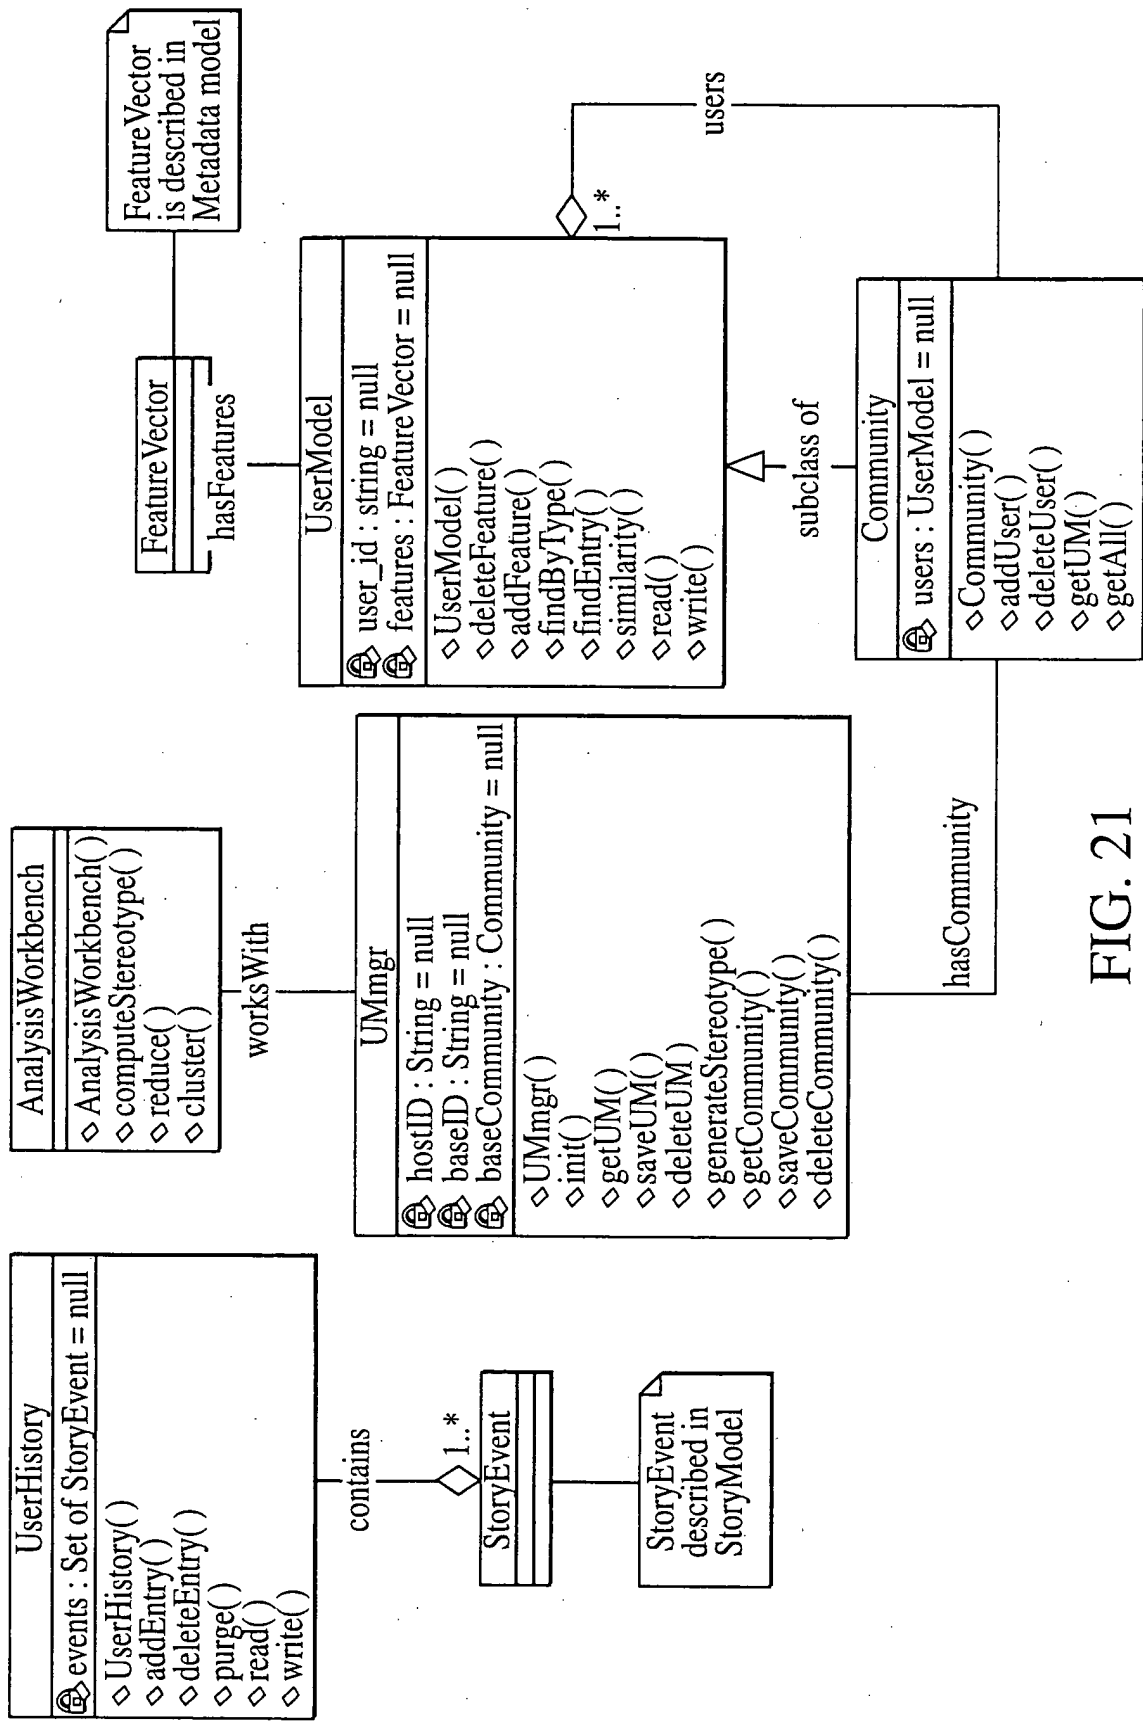 UserHistory
events : Set of StoryEvent = null
UserHistory()
addEntry()
deleteEntry()
purge()
read()
write()
contains
1..*
StoryEvent
StoryEvent
described in
StoryModel
AnalysisWorkbench
AnalysisWorkbench()
computeStereotype()
reduce()
cluster()
worksWith
UMmgr
hostID : String = null
baseID : String = null
baseCommunity : Community = null
UMmgr()
init()
getUM()
saveUM()
deleteUM )
generateStereotype()
getCommunity()
saveCommunity()
deleteCommunity()
hasCommunity
FeatureVector
is described in
Metadata model
FeatureVector
hasFeatures
UserModel
user_id : string = null
features : FeatureVector = null
UserModel()
deleteFeature()
addFeature()
findByType()
findEntry()
similarity()
read()
write()
1..*
users
subclass of
Community
users : UserModel = null
Community()
addUser()
deleteUser()
getUM()
getAll()
FIG. 21